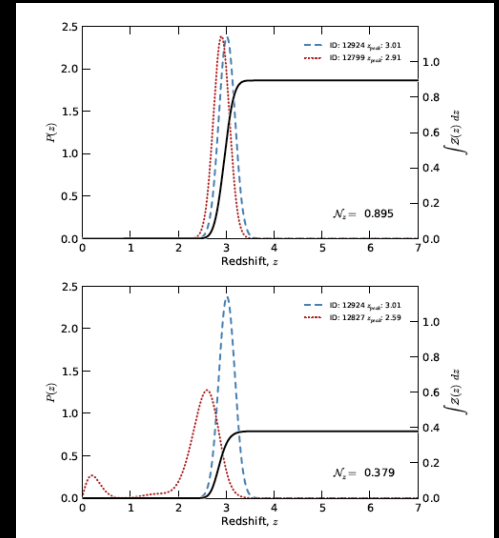 2.5
2.0
1.5
1.0
0.5
0.0
P(z)
ID: 12924 z_peak: 3.01
ID: 12799 z_peak: 2.91
𝒩_z = 0.895
1.0
0.8
0.6
0.4
0.2
0.0
∫ 𝒵(z) dz
0 1 2 3 4 5 6 7
Redshift, z
2.5
2.0
1.5
1.0
0.5
0.0
P(z)
ID: 12924 z_peak: 3.01
ID: 12827 z_peak: 2.59
𝒩_z = 0.379
1.0
0.8
0.6
0.4
0.2
0.0
∫ 𝒵(z) dz
0 1 2 3 4 5 6 7
Redshift, z